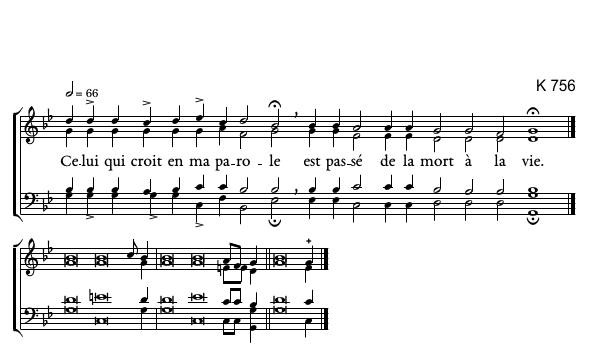 K 756
= 66
Ce-lui qui croit en ma pa-ro-le est pas-sé de la mort à la vie.